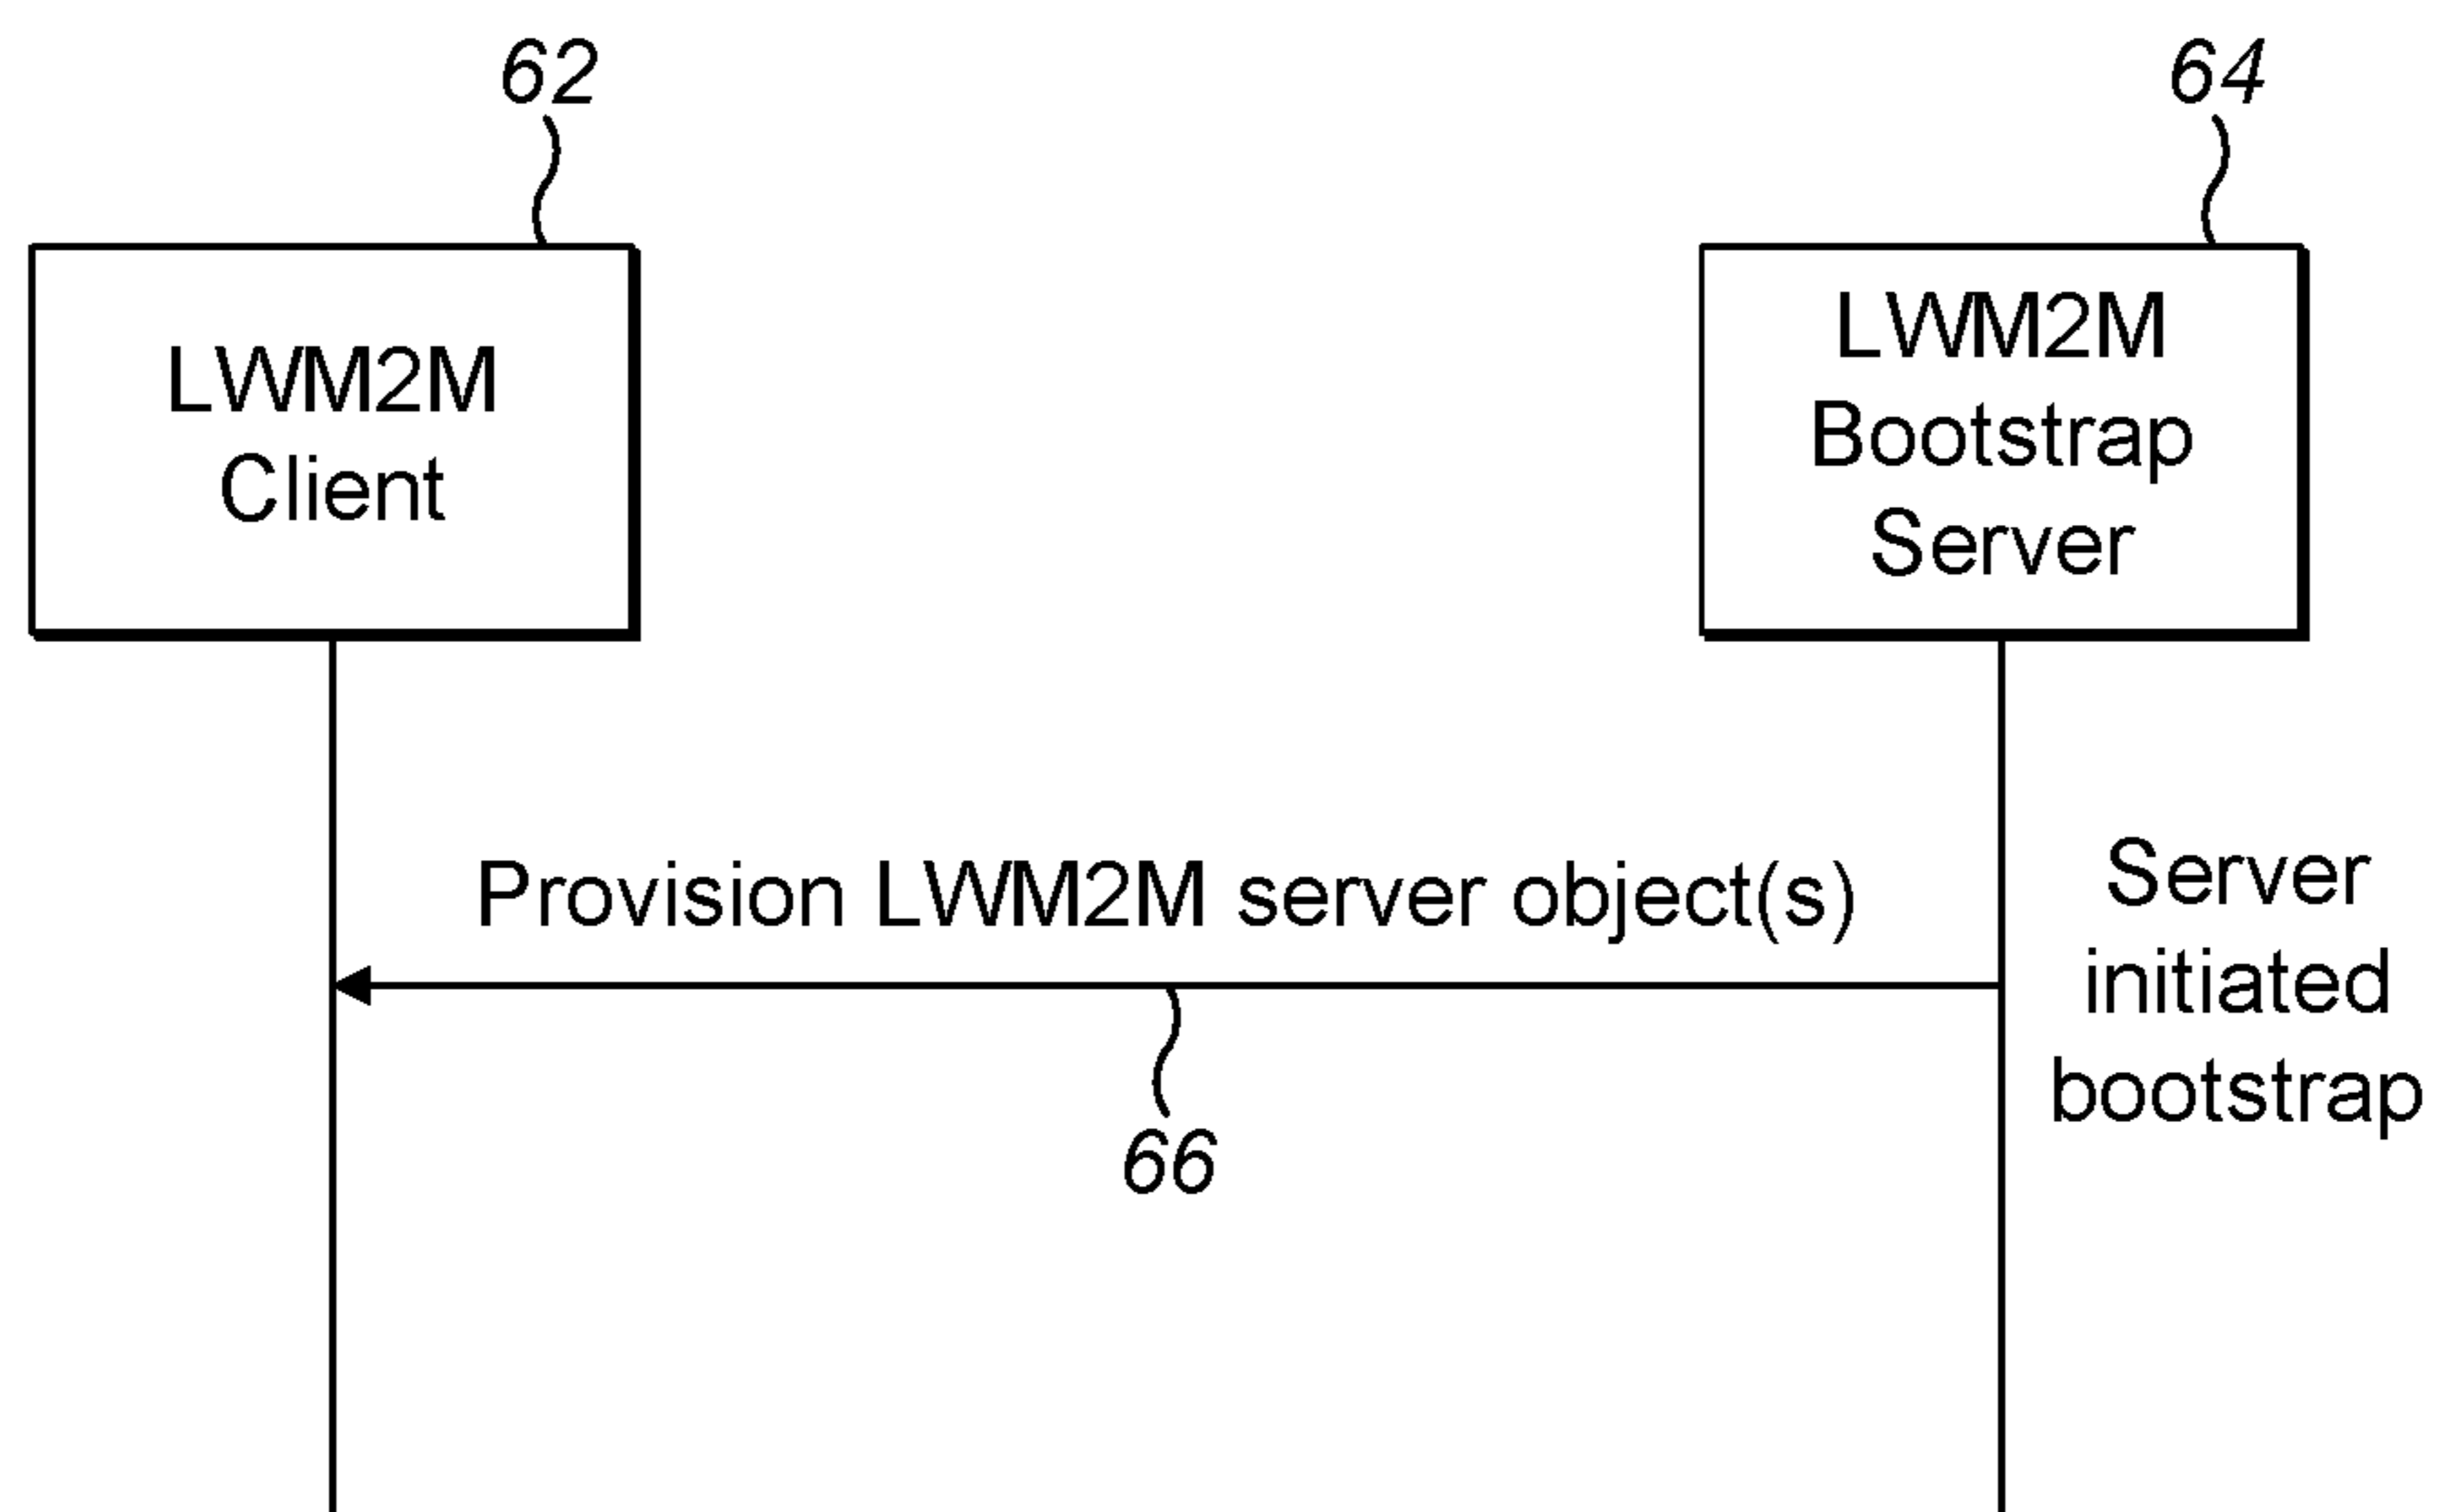 62
64
LWM2M
Client
LWM2M
Bootstrap
Server
Provision LWM2M server object(s)
Server
initiated
bootstrap
66